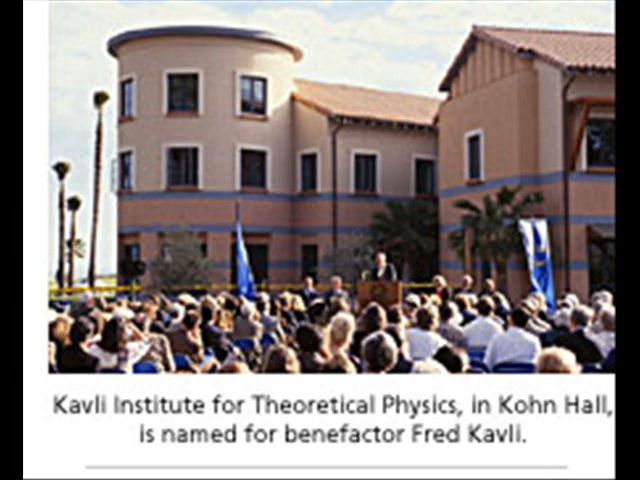 Kavli Institute for Theoretical Physics, in Kohn Hall,
is named for benefactor Fred Kavli.